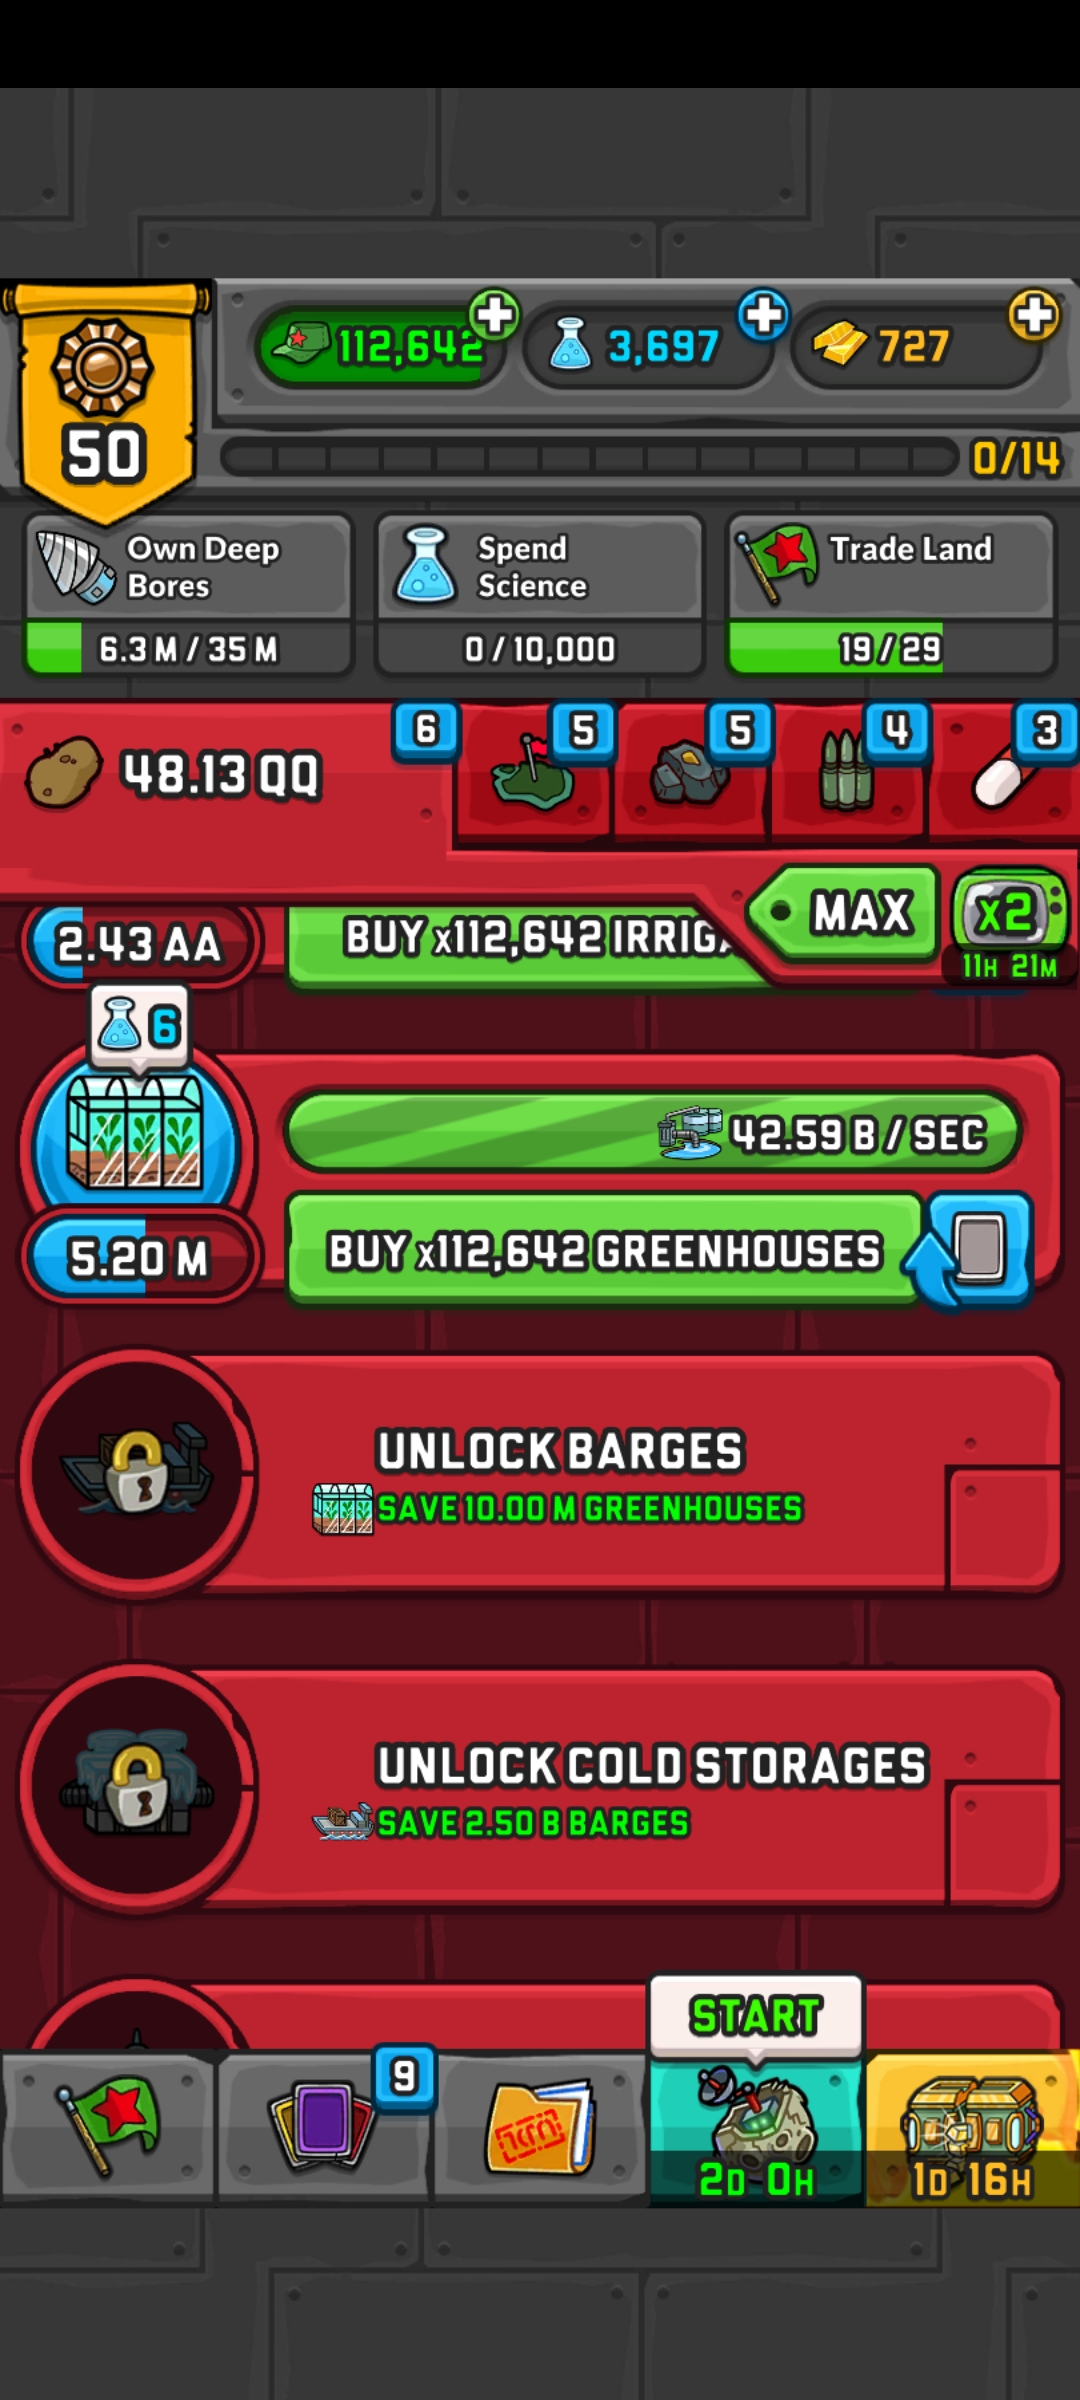 112,642
3,697
727
50
0/14
Own Deep Bores
6.3 M / 35 M
Spend Science
0 / 10,000
Trade Land
19 / 29
48.13 QQ
6
5
5
4
3
MAX
x2
11H 21M
2.43 AA
BUY x112,642 IRRIGA
6
42.59 B / SEC
5.20 M
BUY x112,642 GREENHOUSES
UNLOCK BARGES
SAVE 10.00 M GREENHOUSES
UNLOCK COLD STORAGES
SAVE 2.50 B BARGES
START
9
2D 0H
1D 16H